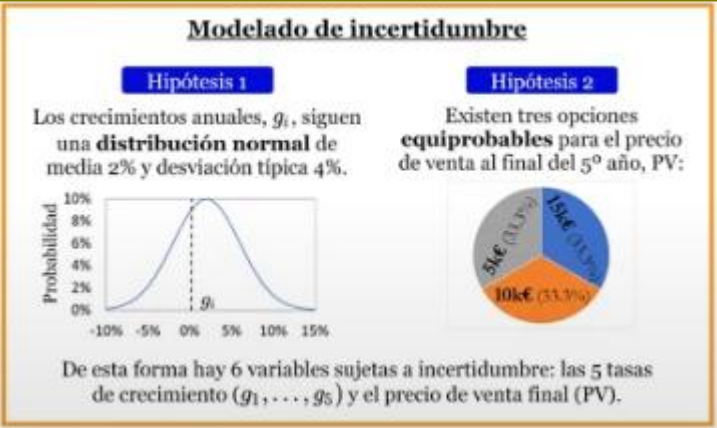 Modelado de incertidumbre
Hipótesis 1
Los crecimientos anuales, gᵢ, siguen
una distribución normal de
media 2% y desviación típica 4%.
Probabilidad
10%
8%
6%
4%
2%
0%
gᵢ
-10% -5% 0% 5% 10% 15%
Hipótesis 2
Existen tres opciones
equiprobables para el precio
de venta al final del 5º año, PV:
15k€ (33.3%)
5k€ (33.3%)
10k€ (33.3%)
De esta forma hay 6 variables sujetas a incertidumbre: las 5 tasas
de crecimiento (g₁, . . . , g₅) y el precio de venta final (PV).